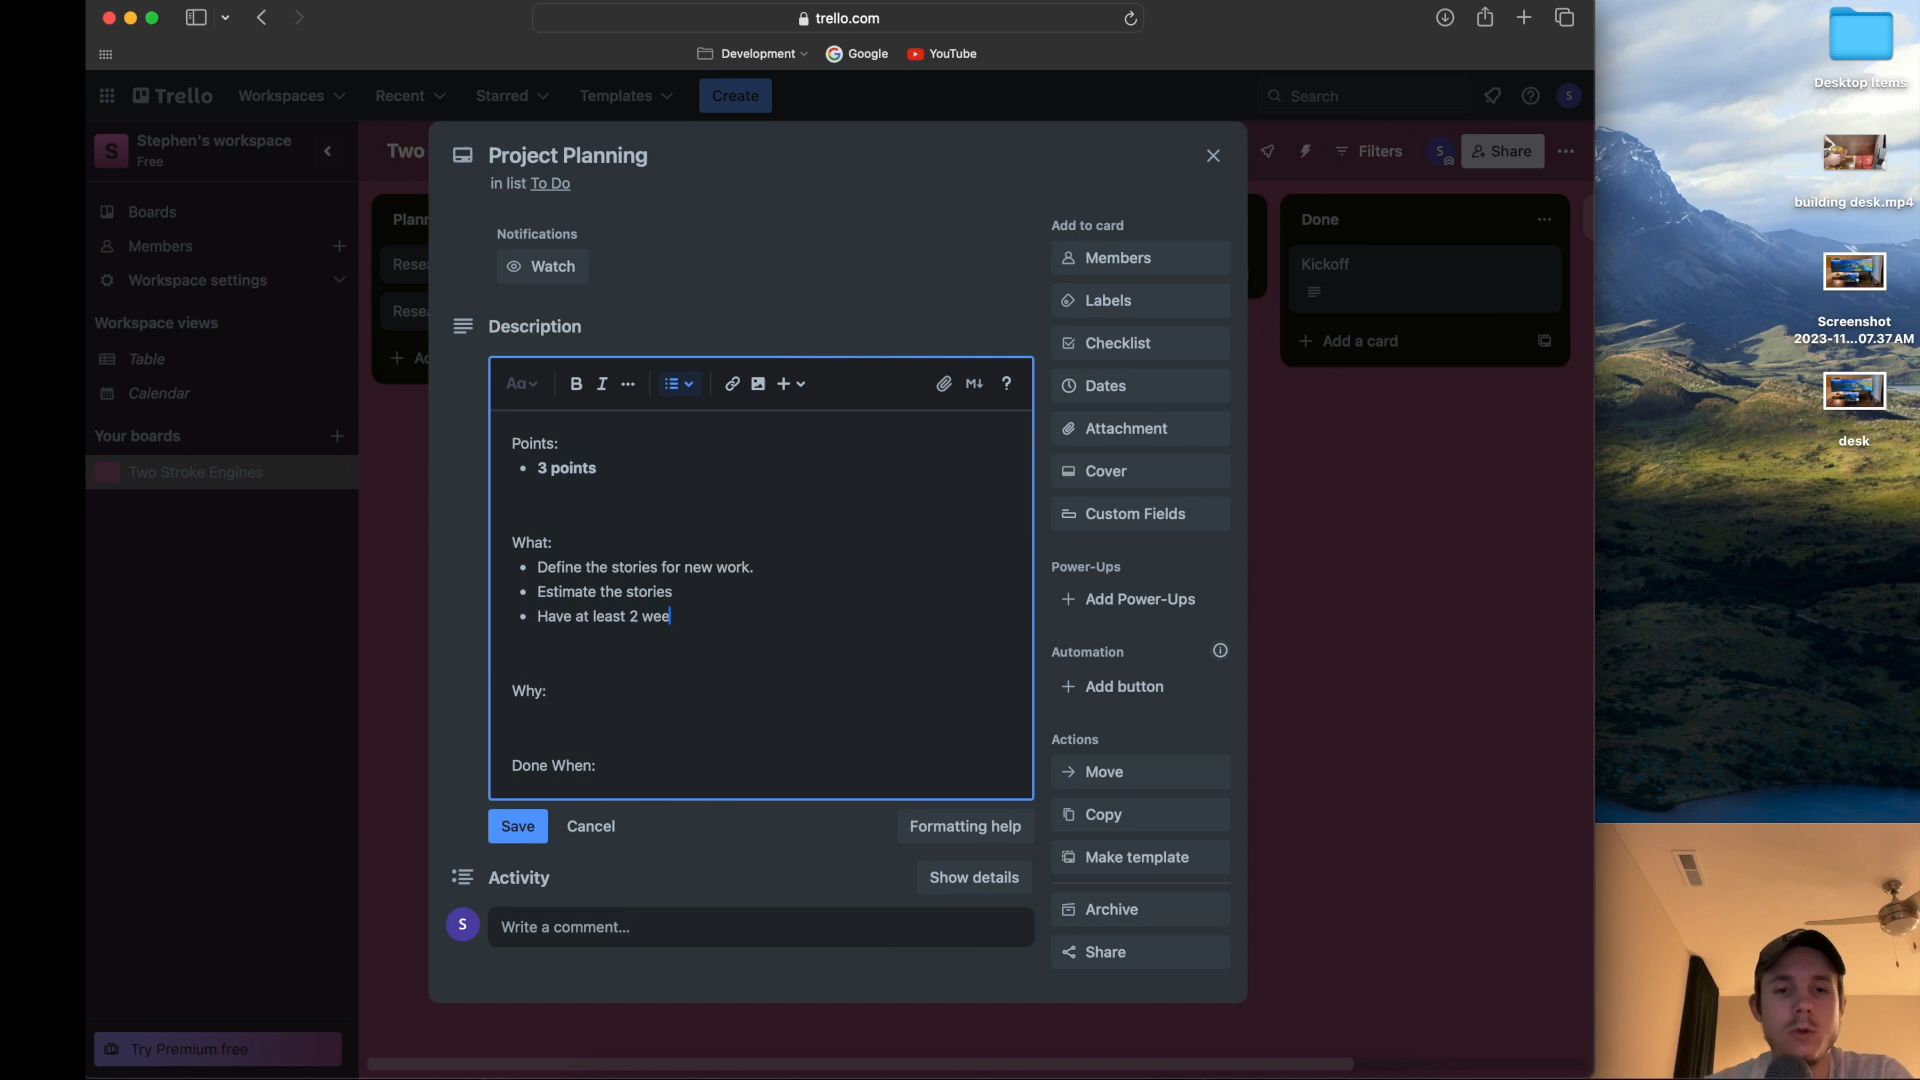 trello.com
Development
Google
YouTube
Trello
Workspaces
Recent
Starred
Templates
Create
Search
S
S
Stephen's workspace
Free
Two
Filters
S
Share
Project Planning
in list To Do
Boards
Members
Workspace settings
Workspace views
Table
Calendar
Your boards
Two Stroke Engines
Try Premium free
Notifications
Watch
Description
Aa
B
I
M
?
Points:
• 3 points
What:
• Define the stories for new work.
• Estimate the stories
• Have at least 2 wee
Why:
Done When:
Save
Cancel
Formatting help
Activity
Show details
S
Write a comment...
Add to card
Members
Labels
Checklist
Dates
Attachment
Cover
Custom Fields
Power-Ups
Add Power-Ups
Automation
Add button
Actions
Move
Copy
Make template
Archive
Share
Done
Kickoff
Add a card
Desktop Items
building desk.mp4
Screenshot
2023-11...07.37 AM
desk